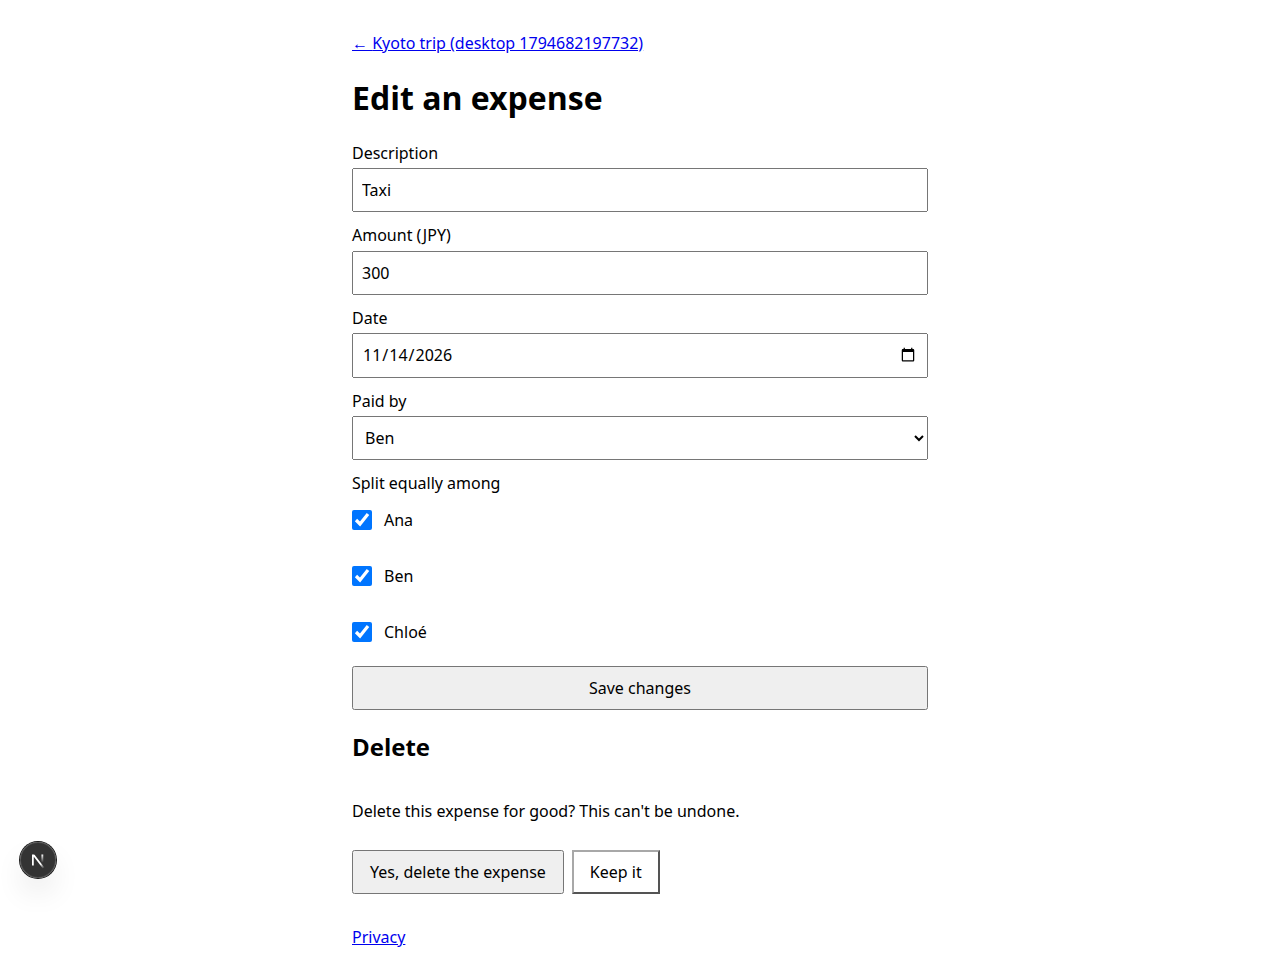 ← Kyoto trip (desktop 1794682197732)
Edit an expense
Description
Taxi
Amount (JPY)
300
Date
11/14/2026
Paid by
Ben
Split equally among
Ana
Ben
Chloé
Save changes
Delete
Delete this expense for good? This can't be undone.
Yes, delete the expense
Keep it
N
Privacy